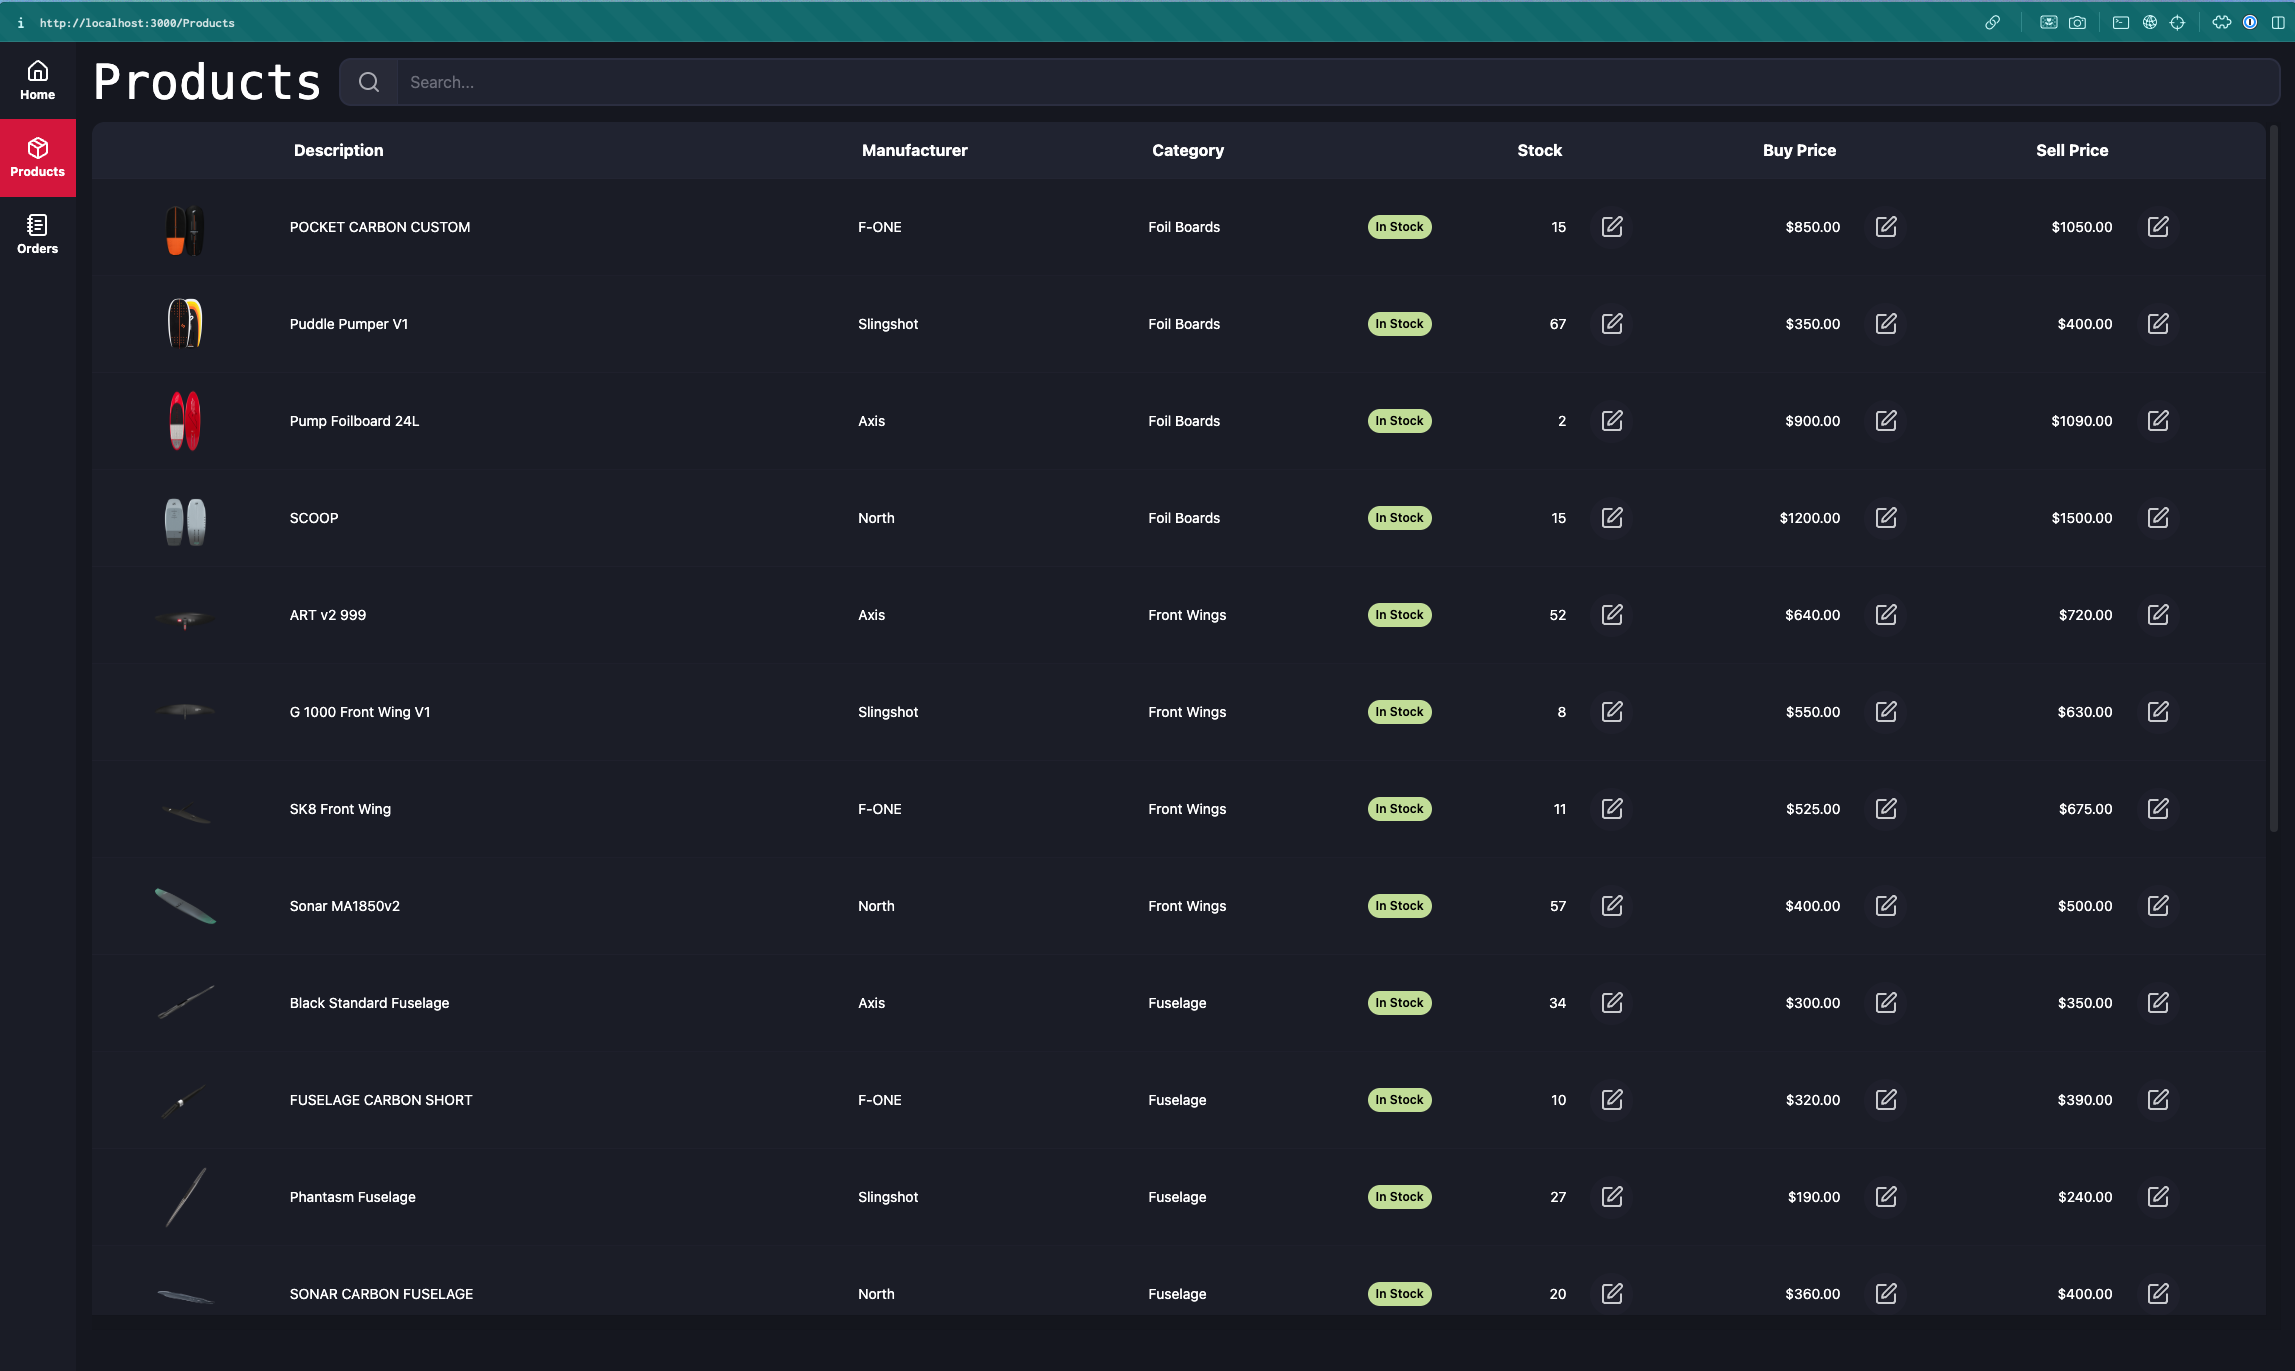 http://localhost:3000/Products
Home
Products
Orders
Products
Search...
Description Manufacturer Category Stock Buy Price Sell Price
POCKET CARBON CUSTOM F-ONE Foil Boards In Stock 15 $850.00 $1050.00
Puddle Pumper V1 Slingshot Foil Boards In Stock 67 $350.00 $400.00
Pump Foilboard 24L Axis Foil Boards In Stock 2 $900.00 $1090.00
SCOOP North Foil Boards In Stock 15 $1200.00 $1500.00
ART v2 999 Axis Front Wings In Stock 52 $640.00 $720.00
G 1000 Front Wing V1 Slingshot Front Wings In Stock 8 $550.00 $630.00
SK8 Front Wing F-ONE Front Wings In Stock 11 $525.00 $675.00
Sonar MA1850v2 North Front Wings In Stock 57 $400.00 $500.00
Black Standard Fuselage Axis Fuselage In Stock 34 $300.00 $350.00
FUSELAGE CARBON SHORT F-ONE Fuselage In Stock 10 $320.00 $390.00
Phantasm Fuselage Slingshot Fuselage In Stock 27 $190.00 $240.00
SONAR CARBON FUSELAGE North Fuselage In Stock 20 $360.00 $400.00